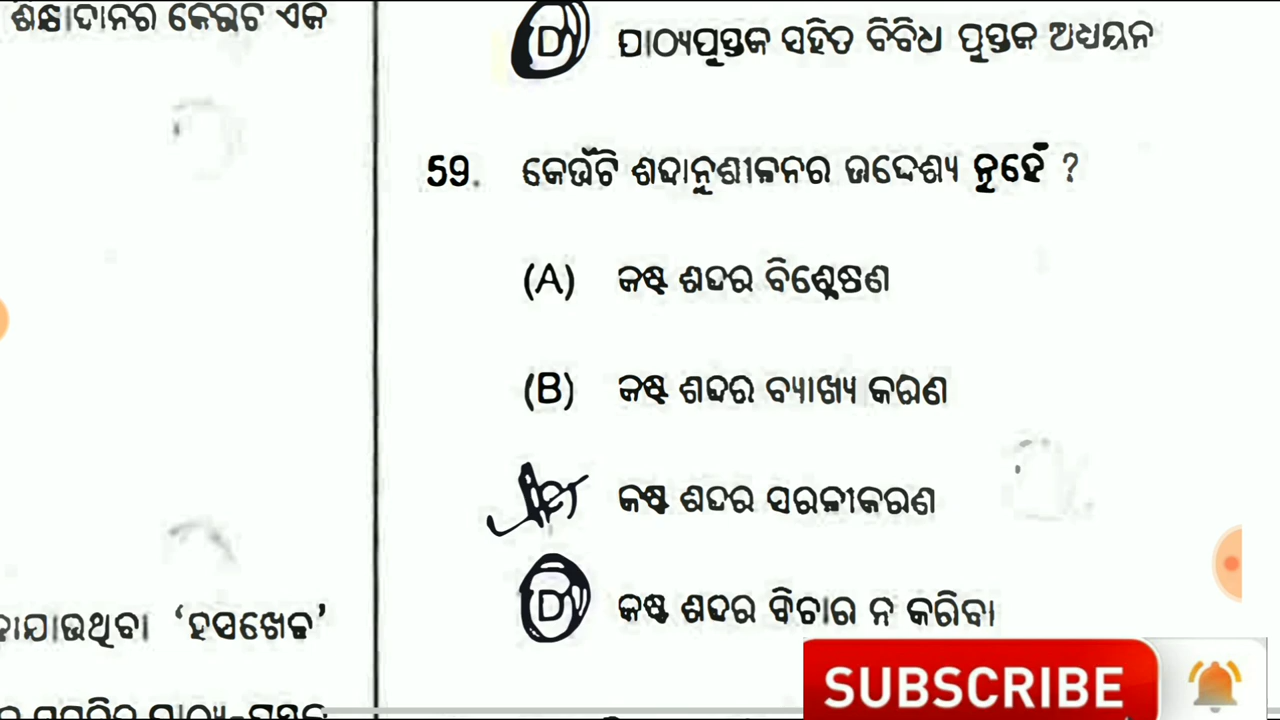 ଶିକ୍ଷାଦାନର କେଉଟି ଏକ
(D) ପାଠ୍ୟପୁସ୍ତକ ସହିତ ବିବିଧ ପୁସ୍ତକ ଅଧ୍ୟୟନ
59. କେଉଁଟି ଶବ୍ଦାନୁଶୀଳନର ଉଦ୍ଦେଶ୍ୟ ନୁହେଁ ?
(A) କଷ୍ଟ ଶବ୍ଦର ବିଶ୍ଳେଷଣ
(B) କଷ୍ଟ ଶବ୍ଦର ବ୍ୟାଖ୍ୟ କରଣ
(C) କଷ୍ଟ ଶବ୍ଦର ସରଳୀକରଣ
(D) କଷ୍ଟ ଶବ୍ଦର ବିଚାର ନ କରିବା
‘ହସଖେଳ’
SUBSCRIBE